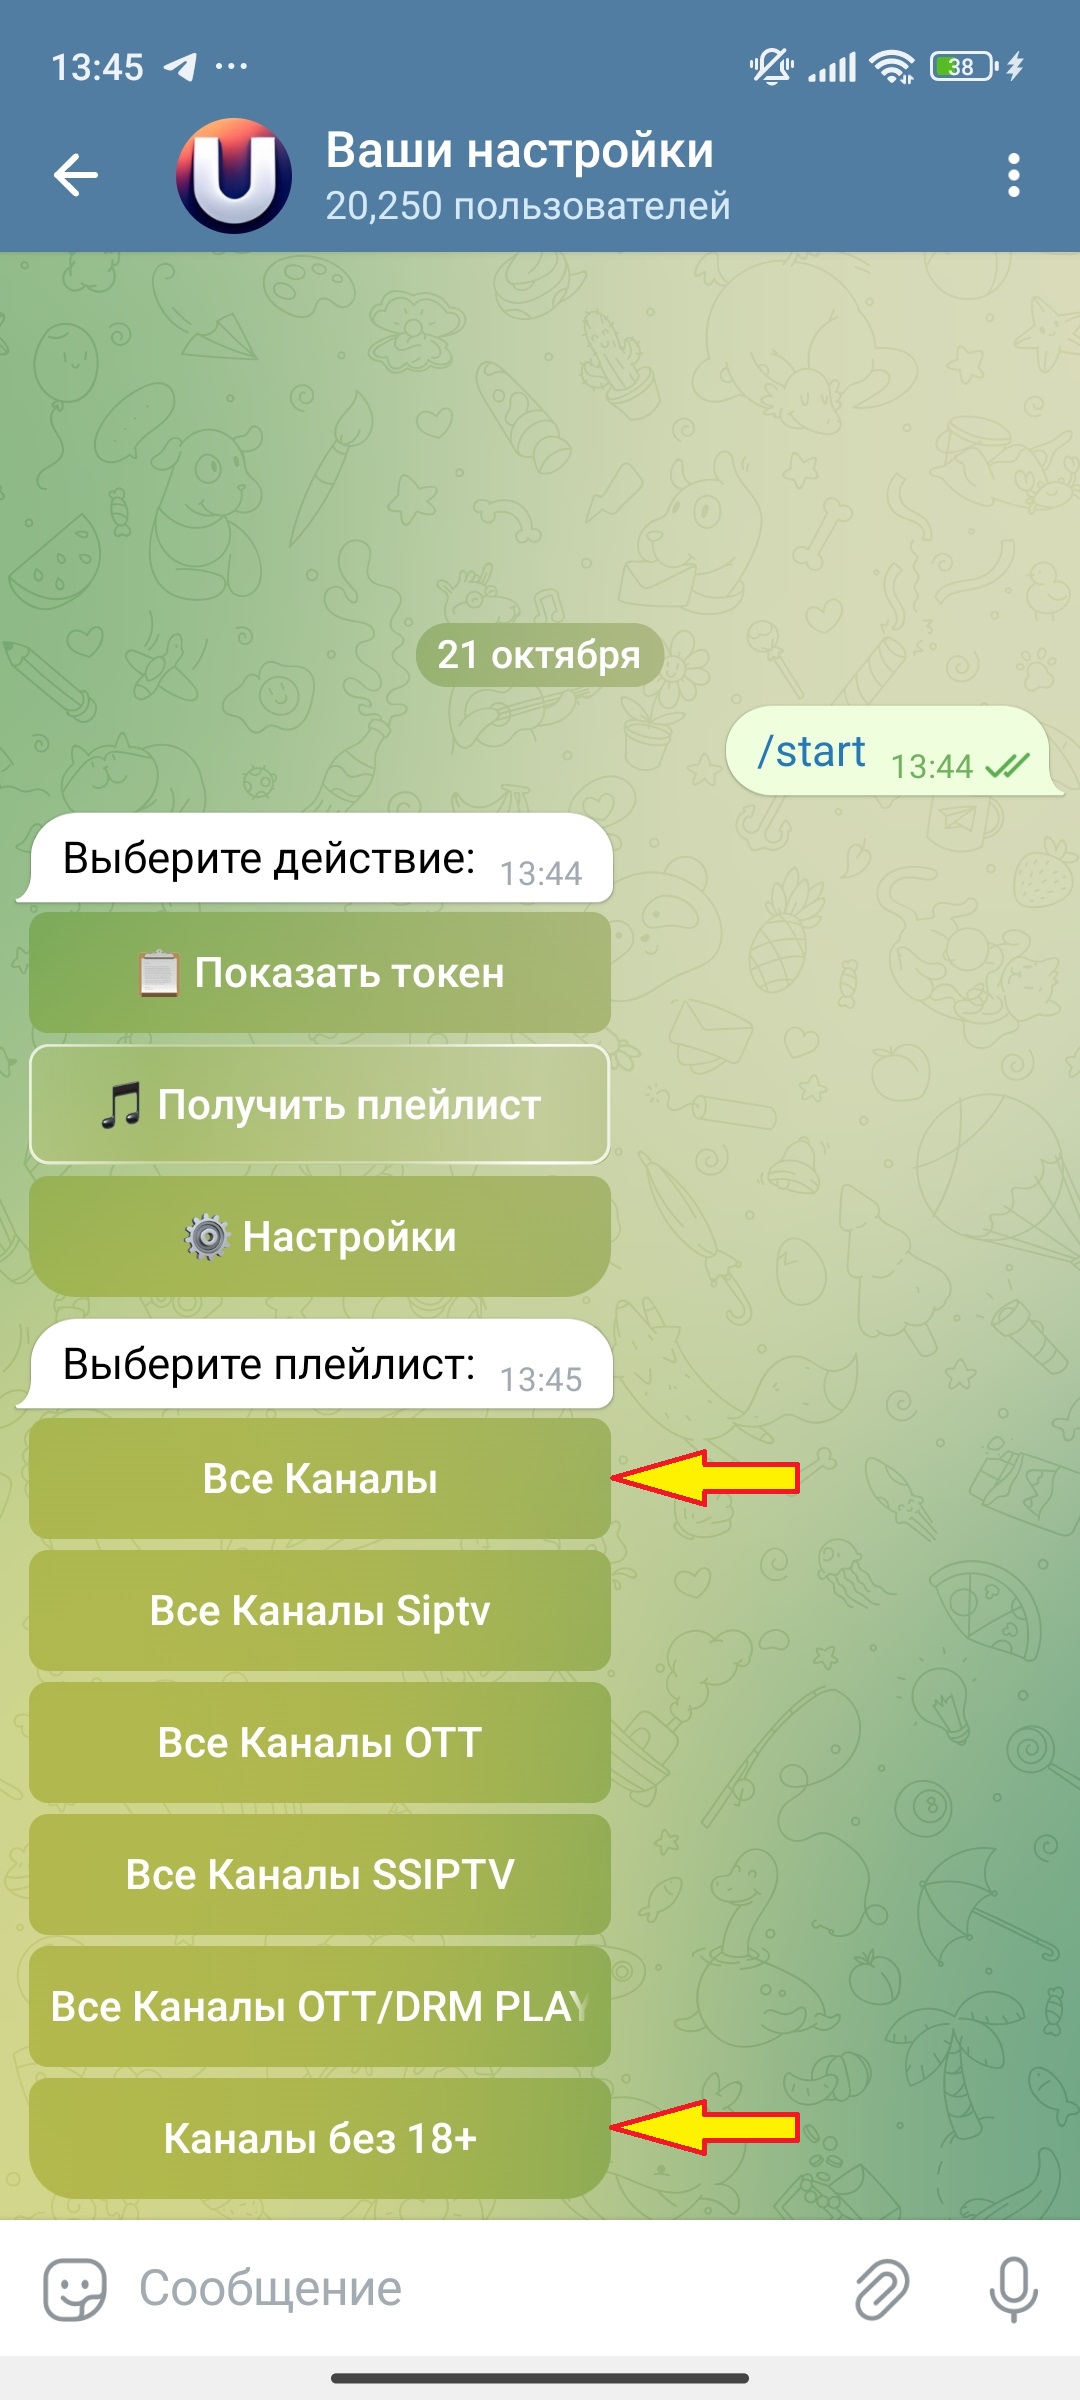 13:45
38
Ваши настройки
20,250 пользователей
21 октября
/start 13:44
Выберите действие: 13:44
Показать токен
Получить плейлист
Настройки
Выберите плейлист: 13:45
Все Каналы
Все Каналы Siptv
Все Каналы OTT
Все Каналы SSIPTV
Все Каналы OTT/DRM PLAY
Каналы без 18+
Сообщение